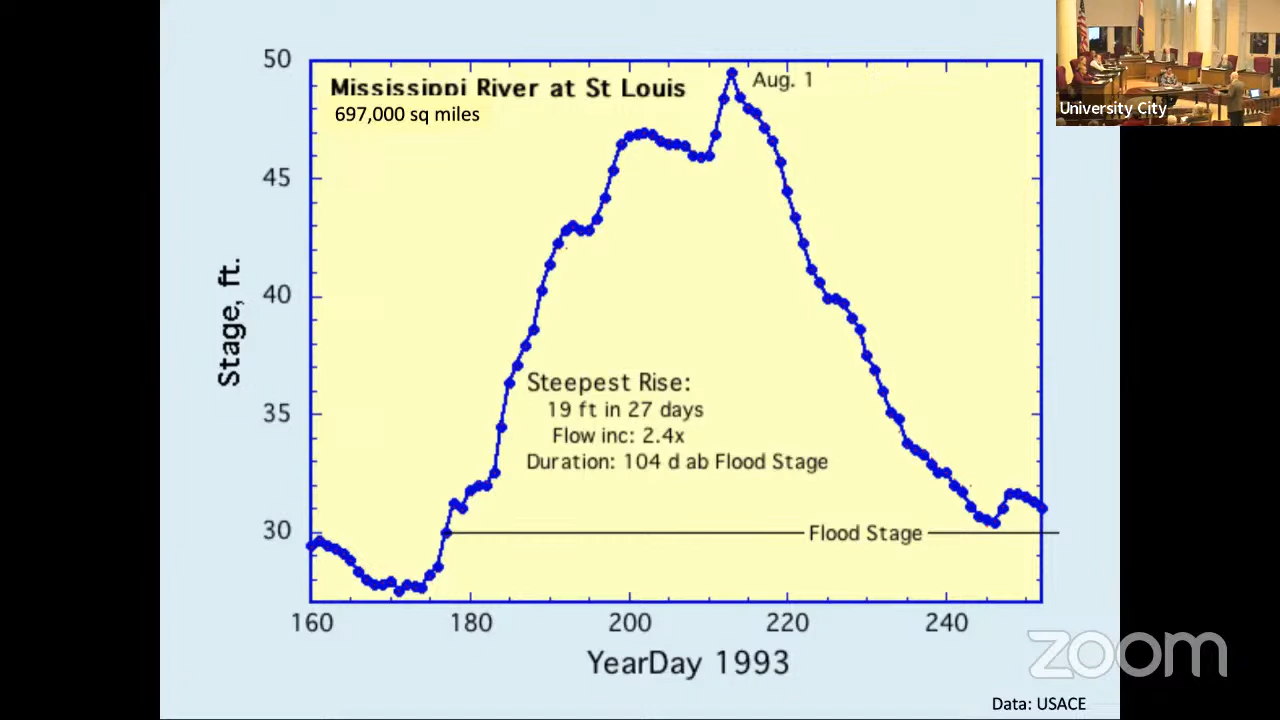 Mississippi River at St Louis
697,000 sq miles
Aug. 1
University City
50
45
40
35
30
Stage, ft.
Steepest Rise:
19 ft in 27 days
Flow inc: 2.4x
Duration: 104 d ab Flood Stage
Flood Stage
160 180 200 220 240
YearDay 1993
zoom
Data: USACE